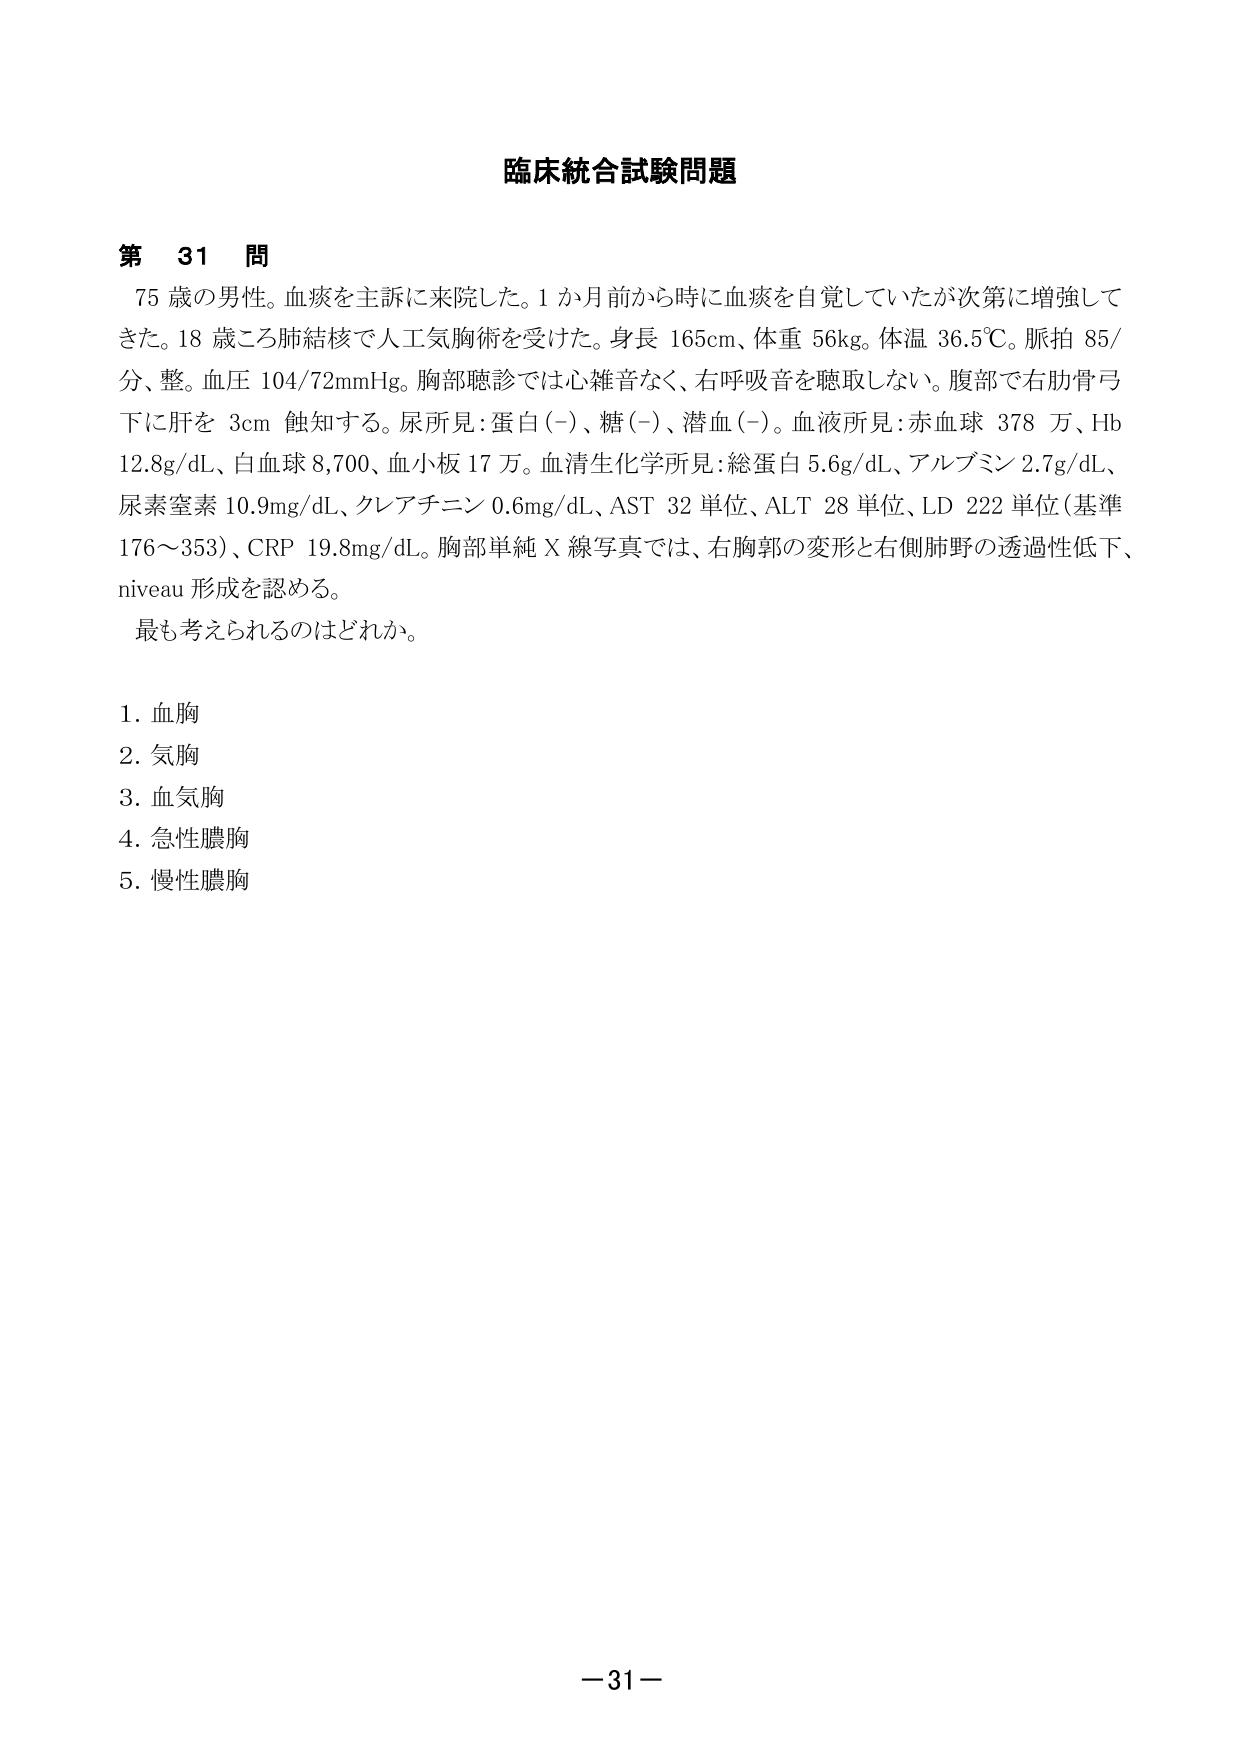 臨床統合試験問題
第 31 問
75 歳の男性。血痰を主訴に来院した。1 か月前から時に血痰を自覚していたが次第に増強して
きた。18 歳ころ肺結核で人工気胸術を受けた。身長 165cm、体重 56kg。体温 36.5℃。脈拍 85/
分、整。血圧 104/72mmHg。胸部聴診では心雑音なく、右呼吸音を聴取しない。腹部で右肋骨弓
下に肝を 3cm 蝕知する。尿所見：蛋白（-）、糖（-）、潜血（-）。血液所見：赤血球 378 万、Hb
12.8g/dL、白血球 8,700、血小板 17 万。血清生化学所見：総蛋白 5.6g/dL、アルブミン 2.7g/dL、
尿素窒素 10.9mg/dL、クレアチニン 0.6mg/dL、AST 32 単位、ALT 28 単位、LD 222 単位（基準
176～353）、CRP 19.8mg/dL。胸部単純 X 線写真では、右胸郭の変形と右側肺野の透過性低下、
niveau 形成を認める。
最も考えられるのはどれか。
1. 血胸
2. 気胸
3. 血気胸
4. 急性膿胸
5. 慢性膿胸
－31－